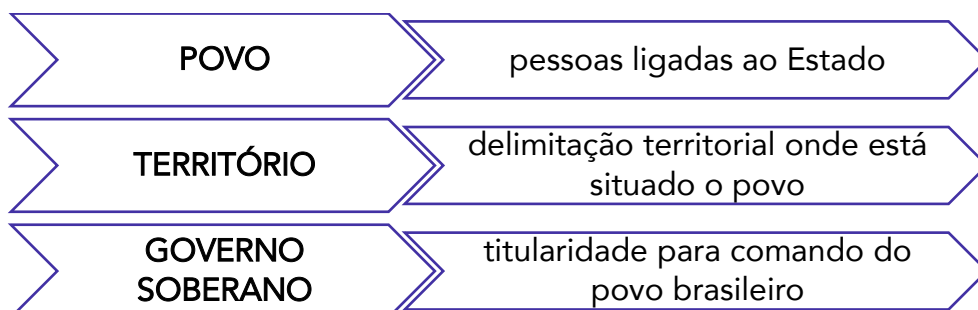 POVO
pessoas ligadas ao Estado
TERRITÓRIO
delimitação territorial onde está
situado o povo
GOVERNO
SOBERANO
titularidade para comando do
povo brasileiro